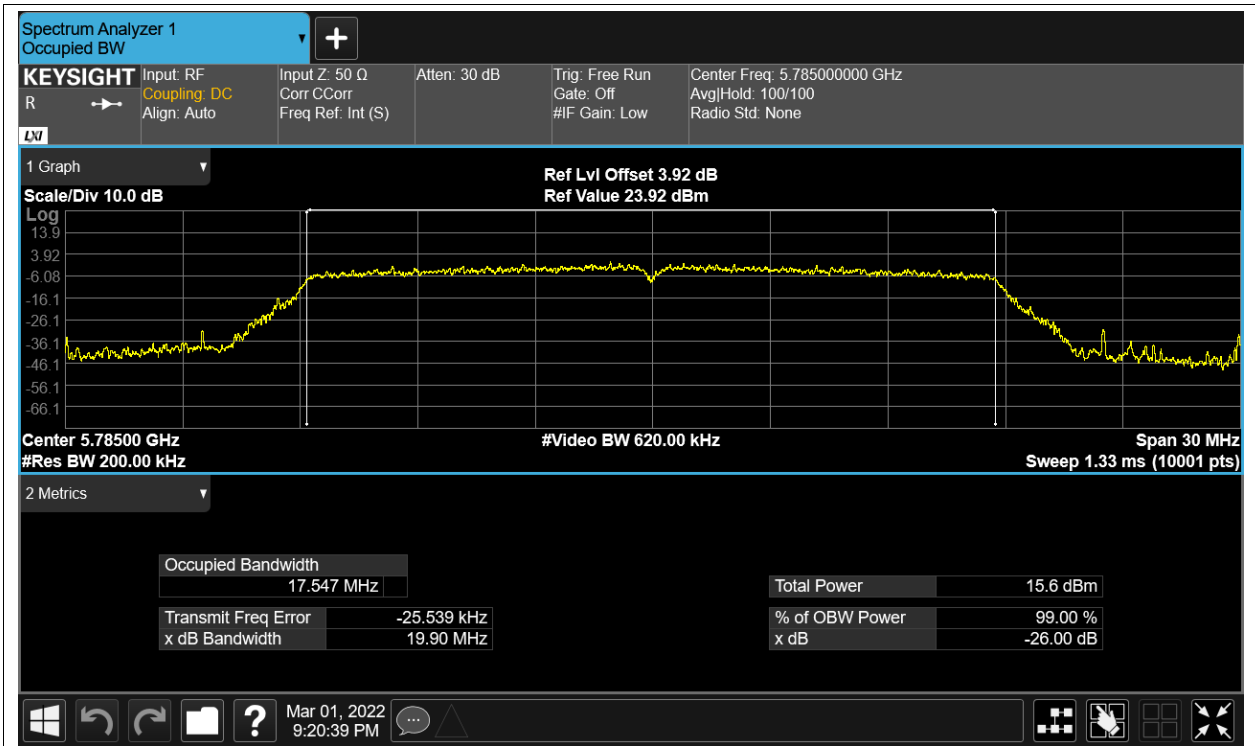 Spectrum Analyzer 1
Occupied BW
KEYSIGHT
R
LXI
Input: RF
Coupling: DC
Align: Auto
Input Z: 50 Ω
Corr CCorr
Freq Ref: Int (S)
Atten: 30 dB
Trig: Free Run
Gate: Off
#IF Gain: Low
Center Freq: 5.785000000 GHz
Avg|Hold: 100/100
Radio Std: None
1 Graph
Scale/Div 10.0 dB
Ref Lvl Offset 3.92 dB
Ref Value 23.92 dBm
Log
13.9
3.92
-6.08
-16.1
-26.1
-36.1
-46.1
-56.1
-66.1
Center 5.78500 GHz
#Video BW 620.00 kHz
Span 30 MHz
#Res BW 200.00 kHz
Sweep 1.33 ms (10001 pts)
2 Metrics
Occupied Bandwidth
17.547 MHz
Transmit Freq Error -25.539 kHz
x dB Bandwidth 19.90 MHz
Total Power 15.6 dBm
% of OBW Power 99.00 %
x dB -26.00 dB
?
Mar 01, 2022
9:20:39 PM